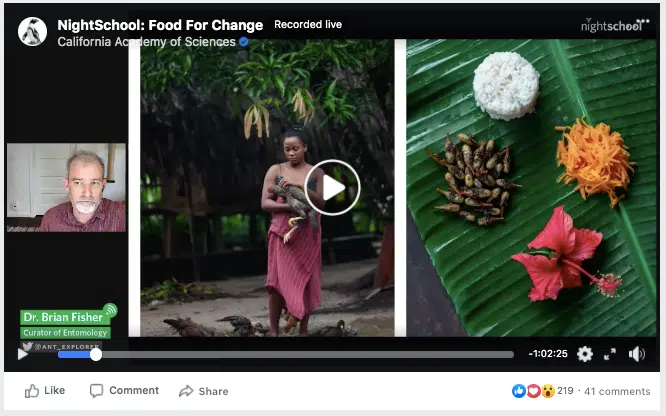 NightSchool: Food For Change Recorded live
California Academy of Sciences
nightschool
Dr. Brian Fisher
Curator of Entomology
@ANT_EXPLORER
-1:02:25
Like Comment Share 219 · 41 comments